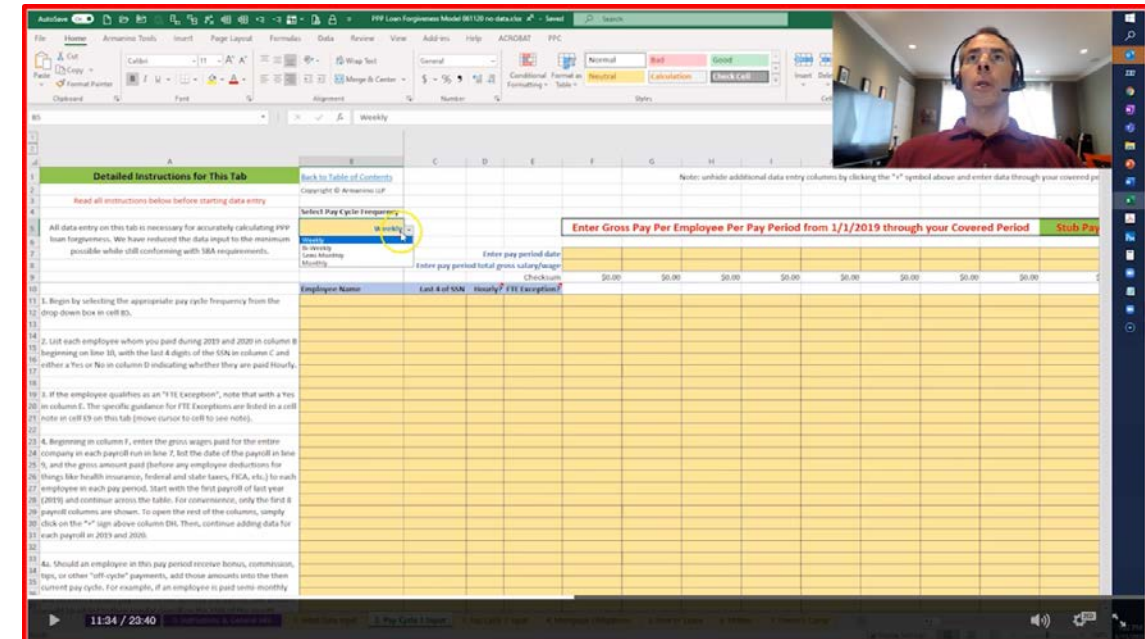 AutoSave
PPP Loan Forgiveness Model 061120 no data.xlsx - Saved
Search
File Home Armanino Tools Insert Page Layout Formulas Data Review View Add-ins Help ACROBAT PPC
Cut
Copy
Format Painter
Paste
Calibri 11
Wrap Text
Merge & Center
General
Conditional Formatting
Format as Table
Normal Bad Good
Neutral Calculation Check Cell
Insert
Clipboard Font Alignment Number Styles
B5 Weekly
A B C D E F G H I
Detailed Instructions for This Tab
Back to Table of Contents
Note: unhide additional data entry columns by clicking the "+" symbol above and enter data through your covered
Copyright © Armanino LLP
Read all instructions below before starting data entry
Select Pay Cycle Frequency
All data entry on this tab is necessary for accurately calculating PPP
loan forgiveness. We have reduced the data input to the minimum
possible while still conforming with SBA requirements.
Weekly
Enter Gross Pay Per Employee Per Pay Period from 1/1/2019 through your Covered Period
Stub Pay
Weekly
Bi-Weekly
Semi-Monthly
Monthly
Enter pay period date
Enter pay period total gross salary/wage
Checksum $0.00 $0.00 $0.00 $0.00 $0.00 $0.00 $0.00 $0.00
Employee Name Last 4 of SSN Hourly? FTE Exception?
1. Begin by selecting the appropriate pay cycle frequency from the
drop down box in cell B5.
2. List each employee whom you paid during 2019 and 2020 in column B
beginning on line 10, with the last 4 digits of the SSN in column C and
either a Yes or No in column D indicating whether they are paid Hourly.
3. If the employee qualifies as an "FTE Exception", note that with a Yes
in column E. The specific guidance for FTE Exceptions are listed in a cell
note in cell E9 on this tab (move cursor to cell to see note).
4. Beginning in column F, enter the gross wages paid for the entire
company in each payroll run in line 7, list the date of the payroll in line
9, and the gross amount paid (before any employee deductions for
things like health insurance, federal and state taxes, FICA, etc.) to each
employee in each pay period. Start with the first payroll of last year
(2019) and continue across the table. For convenience, only the first 8
payroll columns are shown. To open the rest of the columns, simply
click on the "+" sign above column DH. Then, continue adding data for
each payroll in 2019 and 2020.
4a. Should an employee in this pay period receive bonus, commission,
tips, or other "off-cycle" payments, add those amounts into the then
current pay cycle. For example, if an employee is paid semi-monthly
11:34 / 23:40
HD